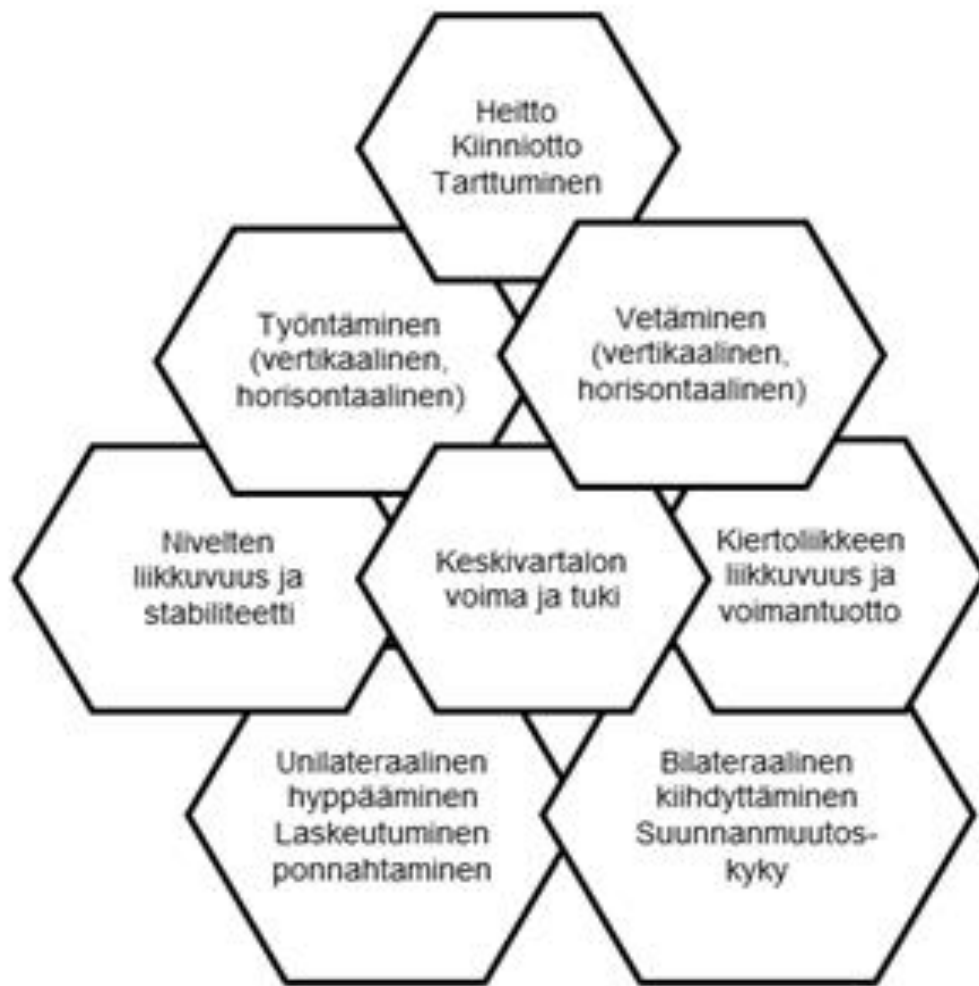 Heitto
Kiinniotto
Tarttuminen
Työntäminen
(vertikaalinen,
horisontaalinen)
Vetäminen
(vertikaalinen,
horisontaalinen)
Nivelten
liikkuvuus ja
stabiliteetti
Keskivartalon
voima ja tuki
Kiertoliikkeen
liikkuvuus ja
voimantuotto
Unilateraalinen
hyppääminen
Laskeutuminen
ponnahtaminen
Bilateraalinen
kiihdyttäminen
Suunnanmuutos-
kyky